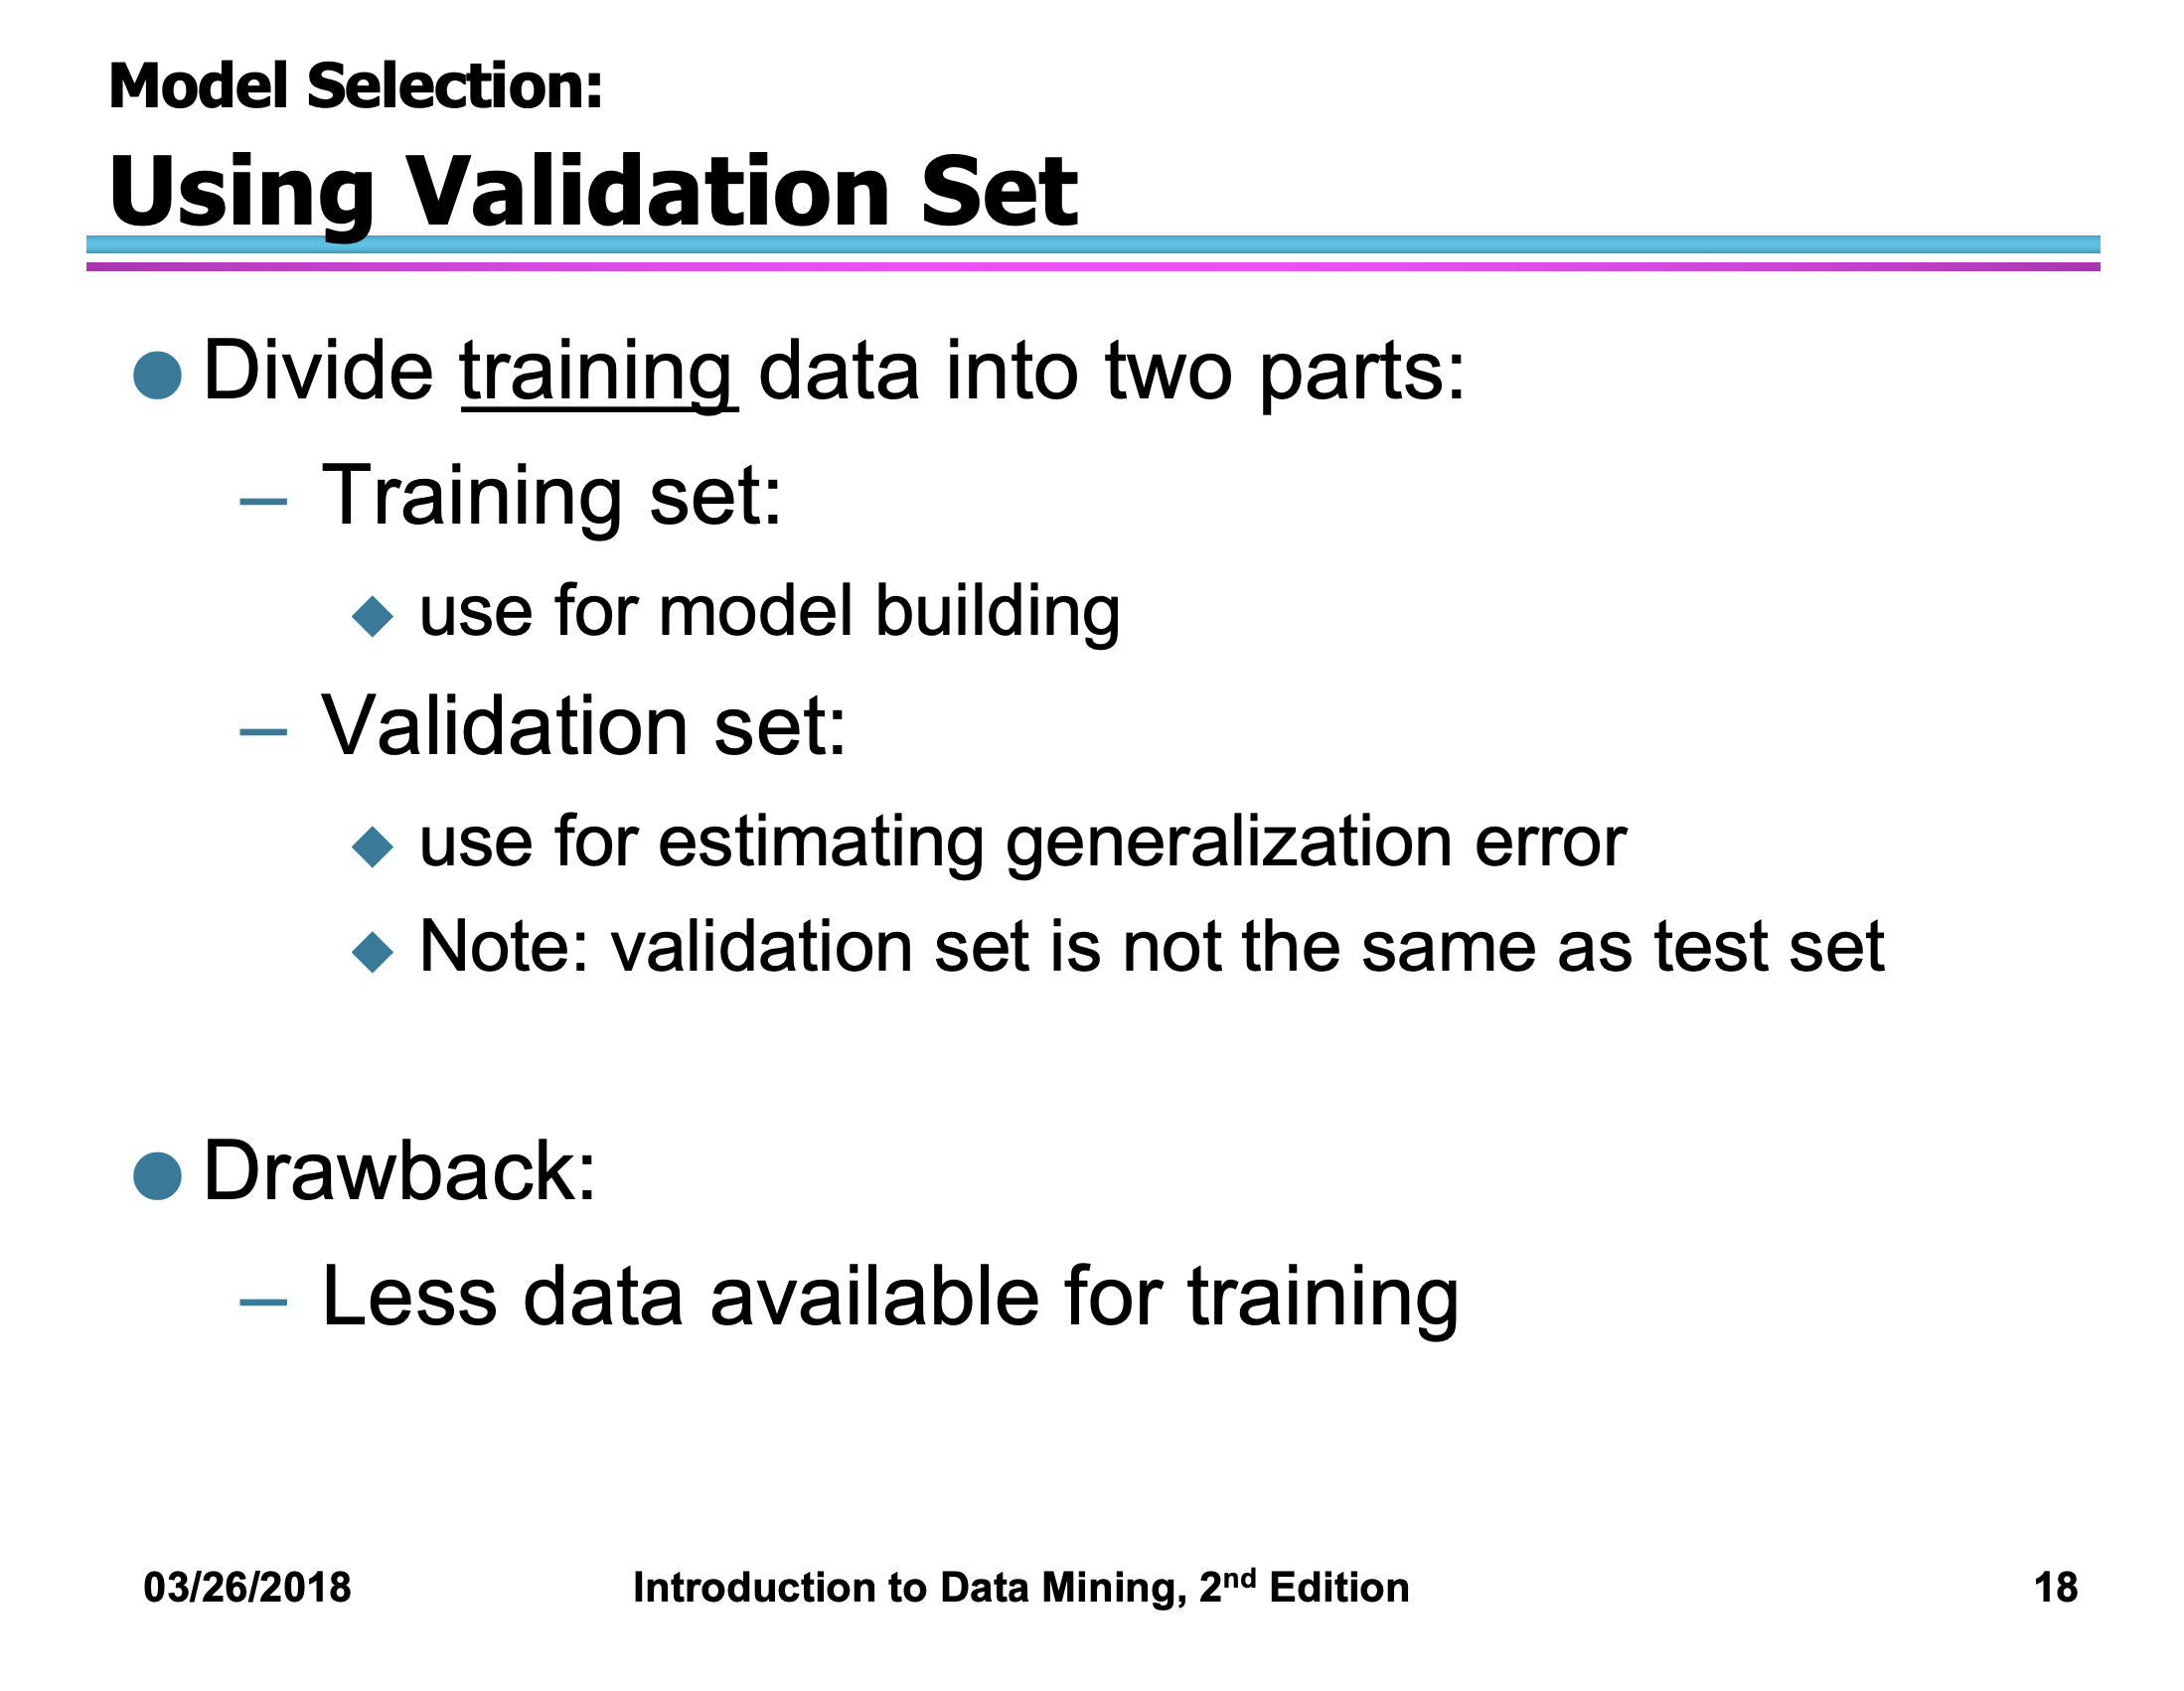 Model Selection:
Using Validation Set
● Divide training data into two parts:
– Training set:
◆ use for model building
– Validation set:
◆ use for estimating generalization error
◆ Note: validation set is not the same as test set
● Drawback:
– Less data available for training
03/26/2018 Introduction to Data Mining, 2nd Edition 18